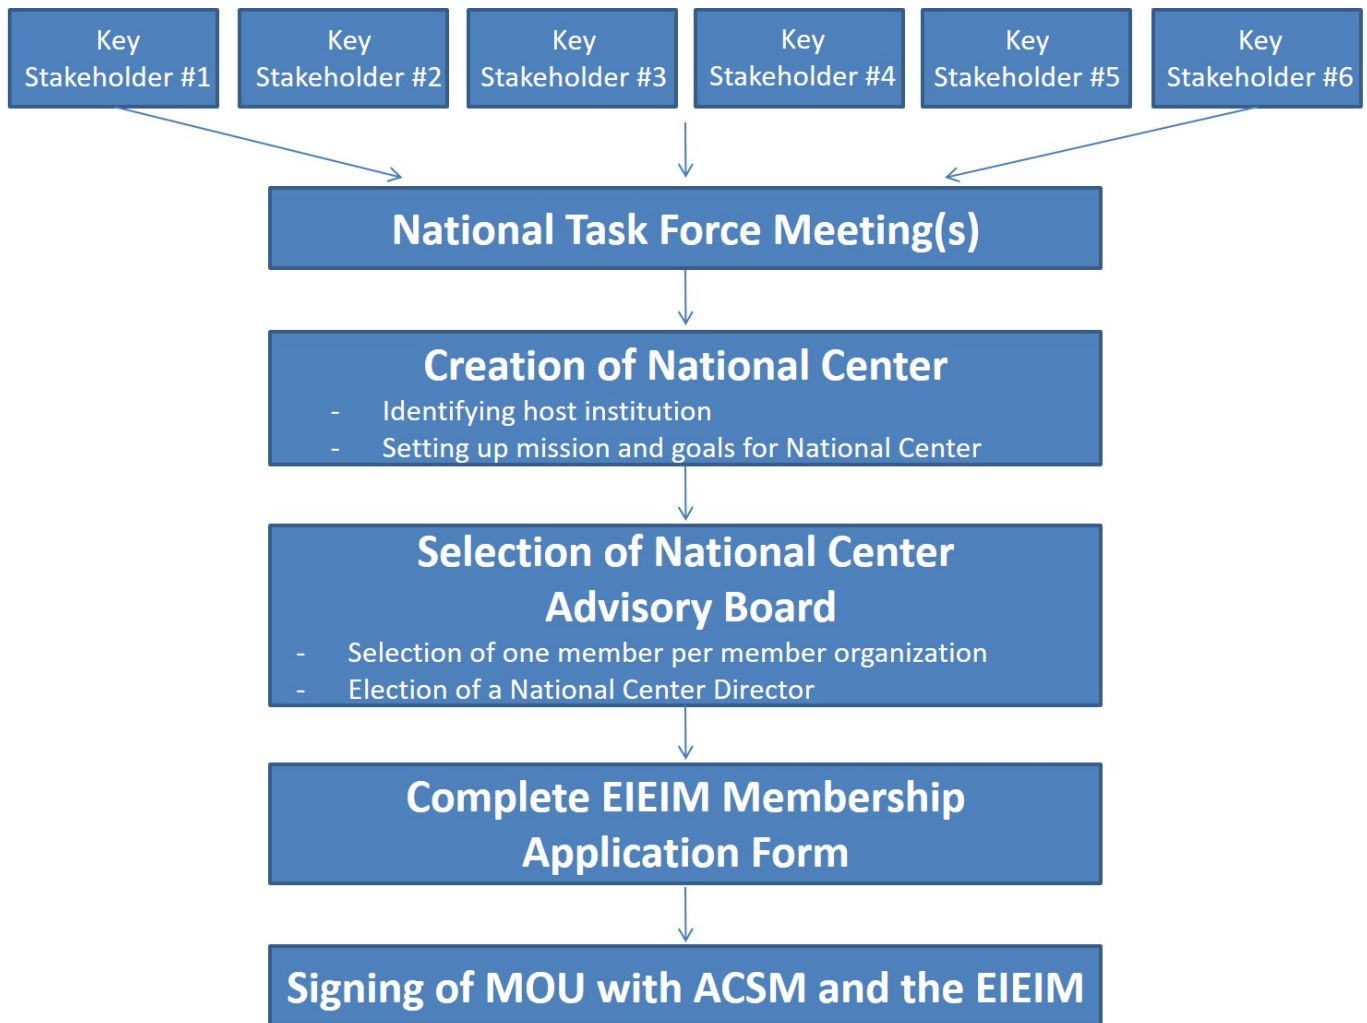 Key
Stakeholder #1
Key
Stakeholder #2
Key
Stakeholder #3
Key
Stakeholder #4
Key
Stakeholder #5
Key
Stakeholder #6
National Task Force Meeting(s)
Creation of National Center
- Identifying host institution
- Setting up mission and goals for National Center
Selection of National Center
Advisory Board
- Selection of one member per member organization
- Election of a National Center Director
Complete EIEIM Membership
Application Form
Signing of MOU with ACSM and the EIEIM